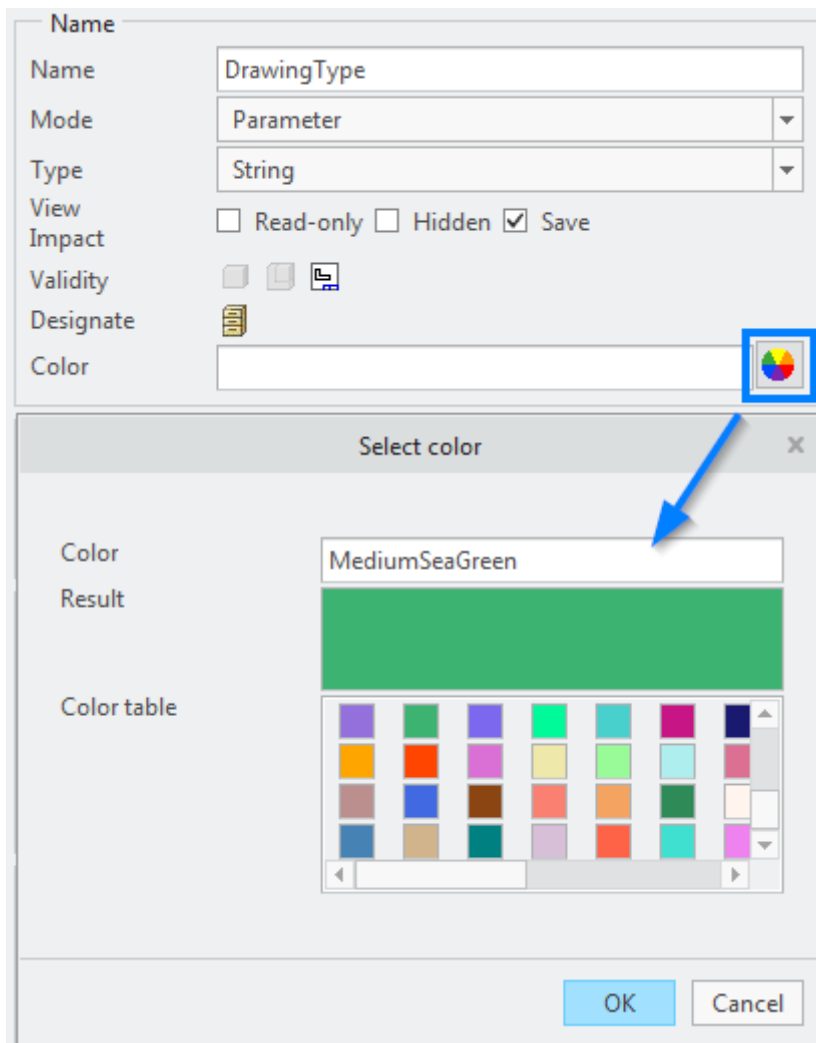 Name
Name DrawingType
Mode Parameter
Type String
View
Impact
Read-only Hidden Save
Validity
Designate
Color
Select color
Color MediumSeaGreen
Result
Color table
OK Cancel